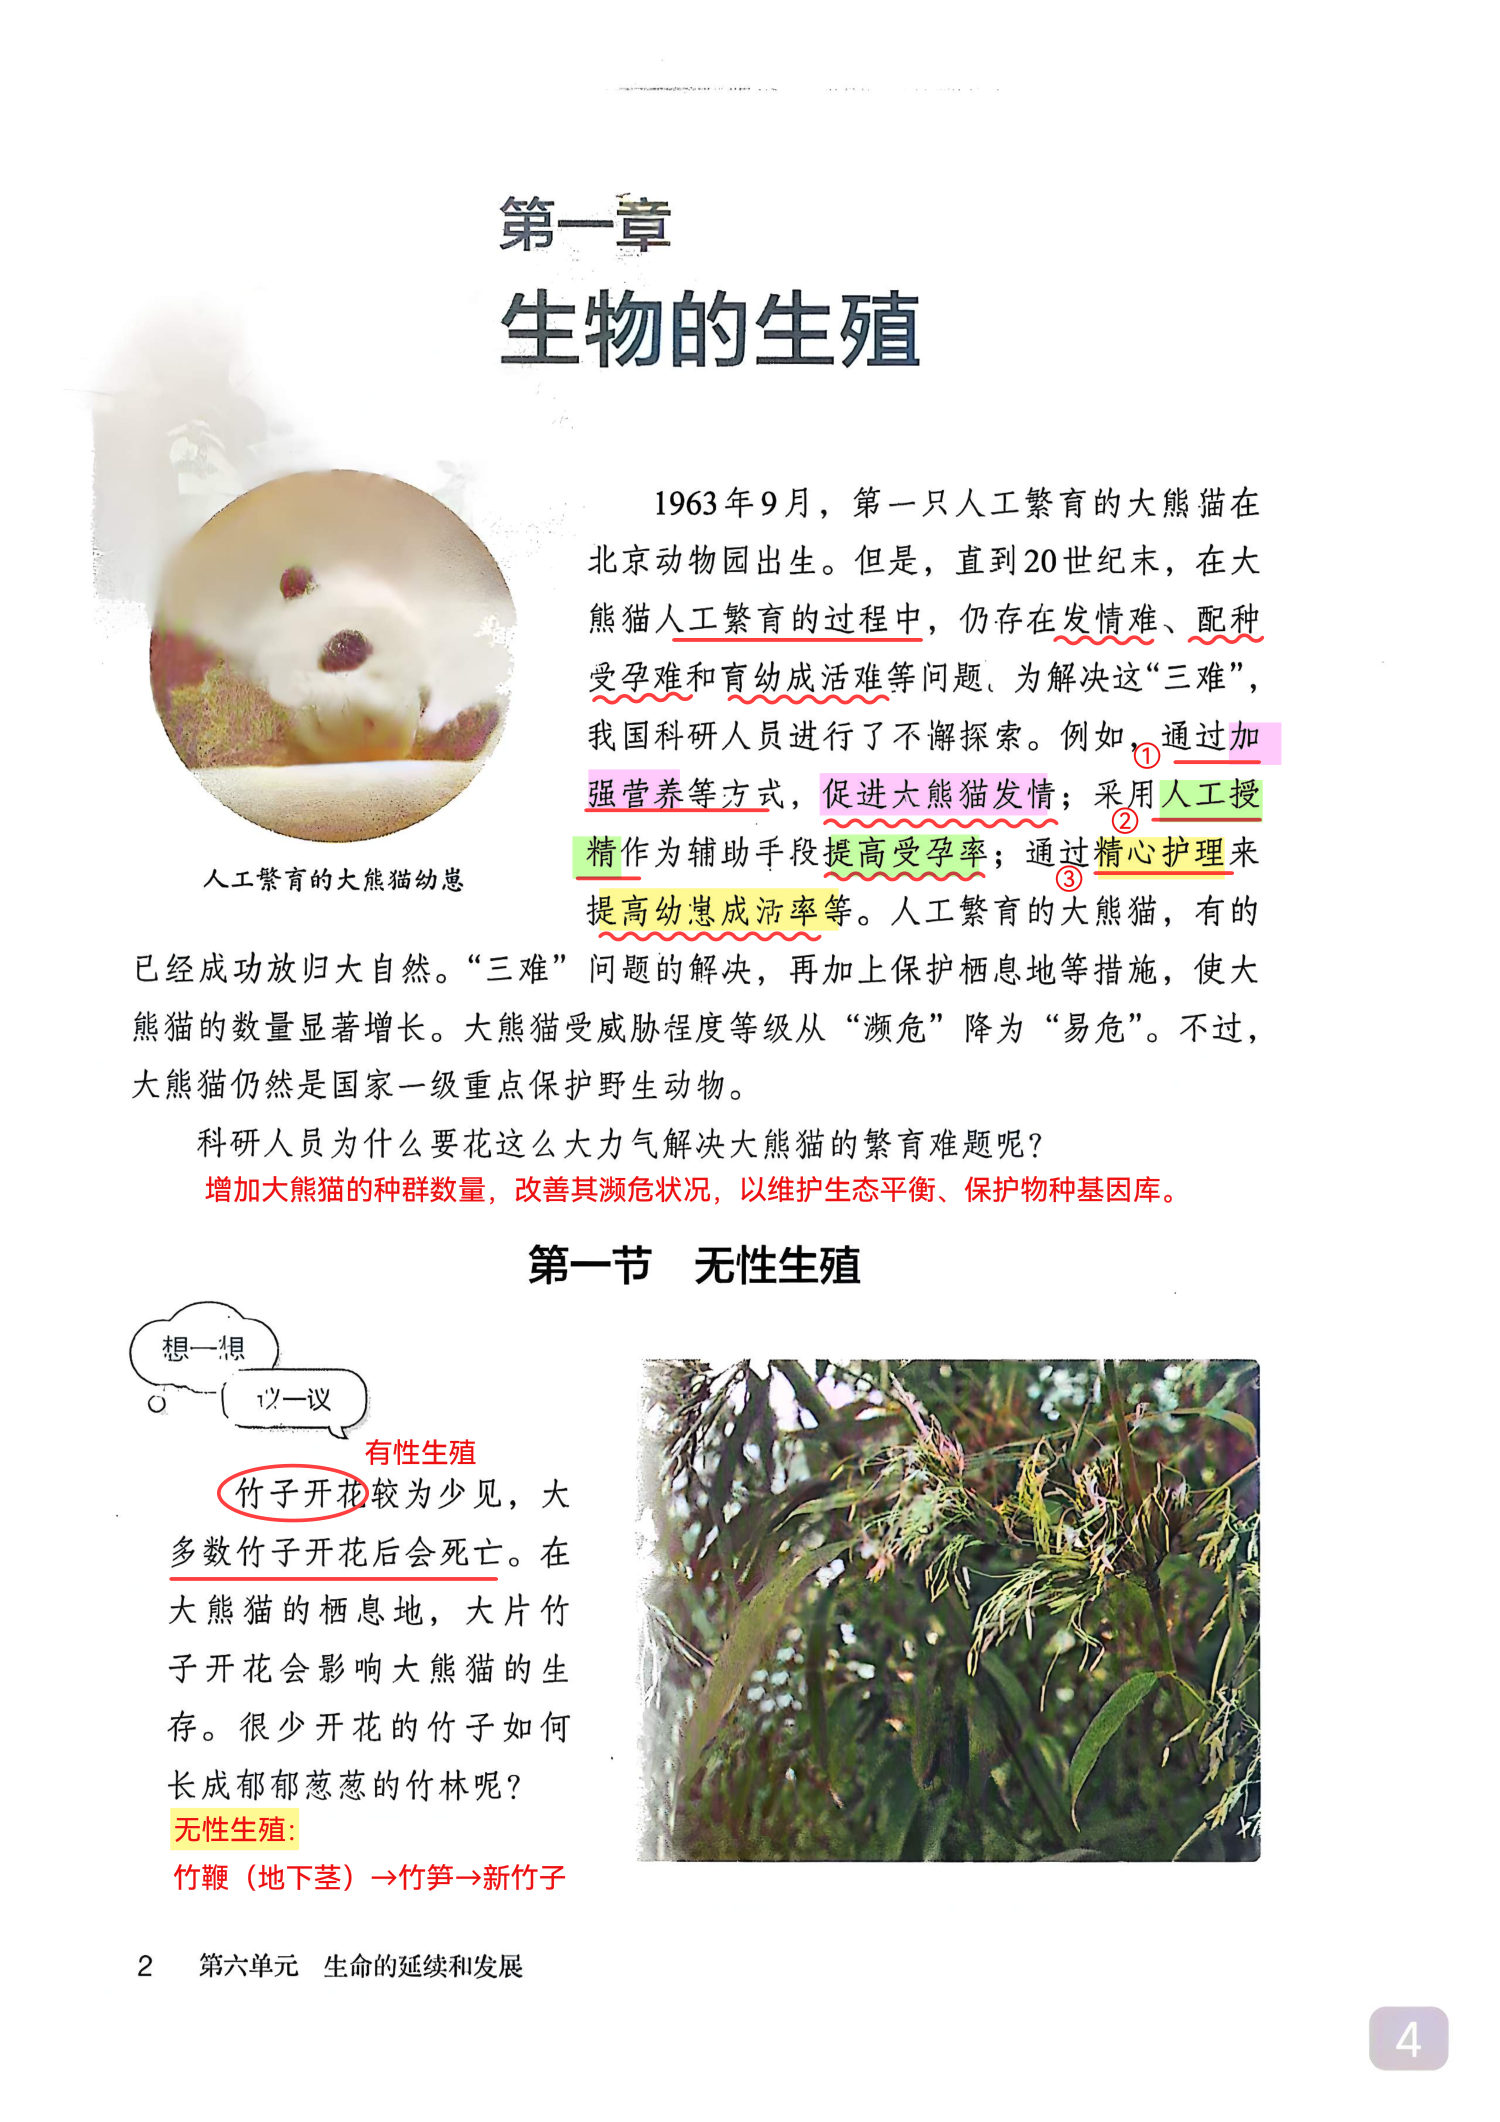 第一章
生物的生殖
1963年9月，第一只人工繁育的大熊猫在
北京动物园出生。但是，直到20世纪末，在大
熊猫人工繁育的过程中，仍存在发情难、配种
受孕难和育幼成活难等问题、为解决这“三难”，
我国科研人员进行了不懈探索。例如，①通过加
强营养等方式，促进大熊猫发情；采用②人工授
精作为辅助手段提高受孕率；通过③精心护理来
提高幼崽成活率等。人工繁育的大熊猫，有的
人工繁育的大熊猫幼崽
已经成功放归大自然。“三难”问题的解决，再加上保护栖息地等措施，使大
熊猫的数量显著增长。大熊猫受威胁程度等级从“濒危”降为“易危”。不过，
大熊猫仍然是国家一级重点保护野生动物。
科研人员为什么要花这么大力气解决大熊猫的繁育难题呢？
增加大熊猫的种群数量，改善其濒危状况，以维护生态平衡、保护物种基因库。
第一节 无性生殖
想一想
议一议
有性生殖
竹子开花较为少见，大
多数竹子开花后会死亡。在
大熊猫的栖息地，大片竹
子开花会影响大熊猫的生
存。很少开花的竹子如何
长成郁郁葱葱的竹林呢？
无性生殖：
竹鞭（地下茎）→竹笋→新竹子
2 第六单元 生命的延续和发展
4